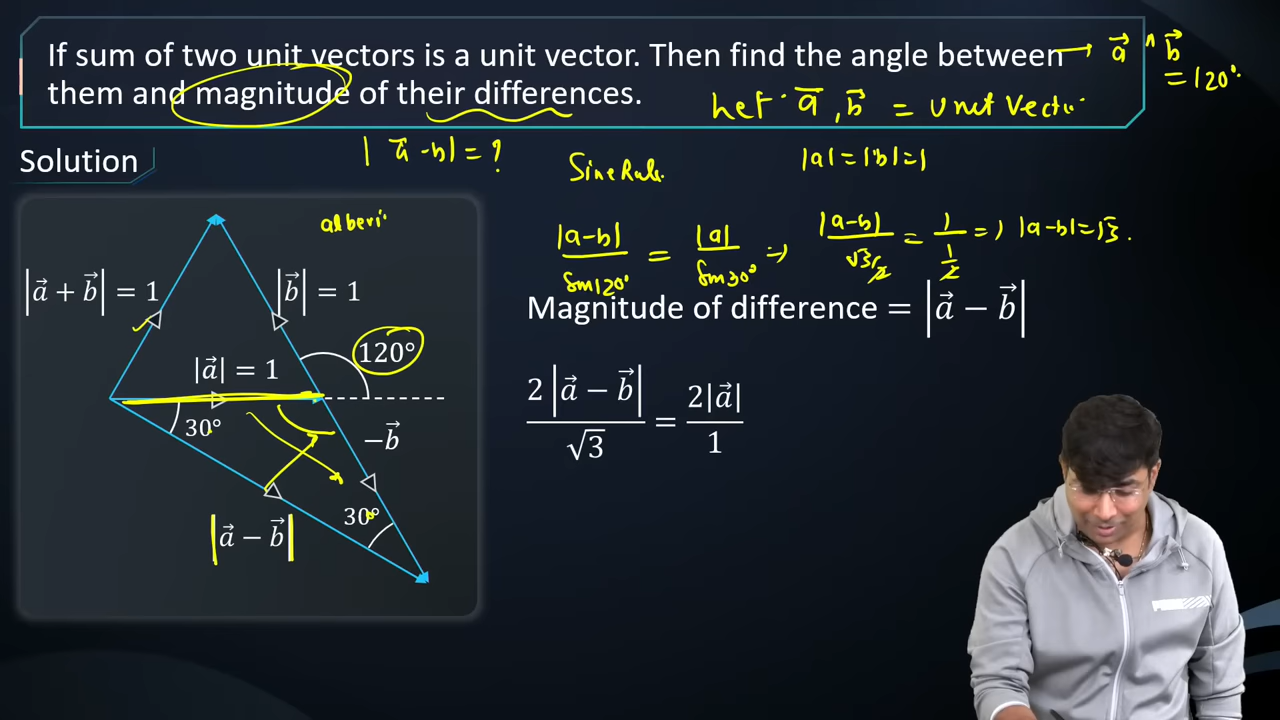 If sum of two unit vectors is a unit vector. Then find the angle between → a⃗ ^ b⃗
them and magnitude of their differences.
= 120°
Let a⃗, b⃗ = unit vector
Solution
| a⃗ - b| = ?
Sine Rule
|a| = |b| = 1
|a-b| / Sin120° = |a| / Sin30° ⇒ |a-b| / √3/2 = 1 / 1/2 ⇒ |a-b| = √3.
|a⃗ + b⃗| = 1
|b⃗| = 1
Magnitude of difference = |a⃗ − b⃗|
120°
|a⃗| = 1
2|a⃗ − b⃗| / √3 = 2|a⃗| / 1
30°
−b⃗
30°
|a⃗ − b⃗|